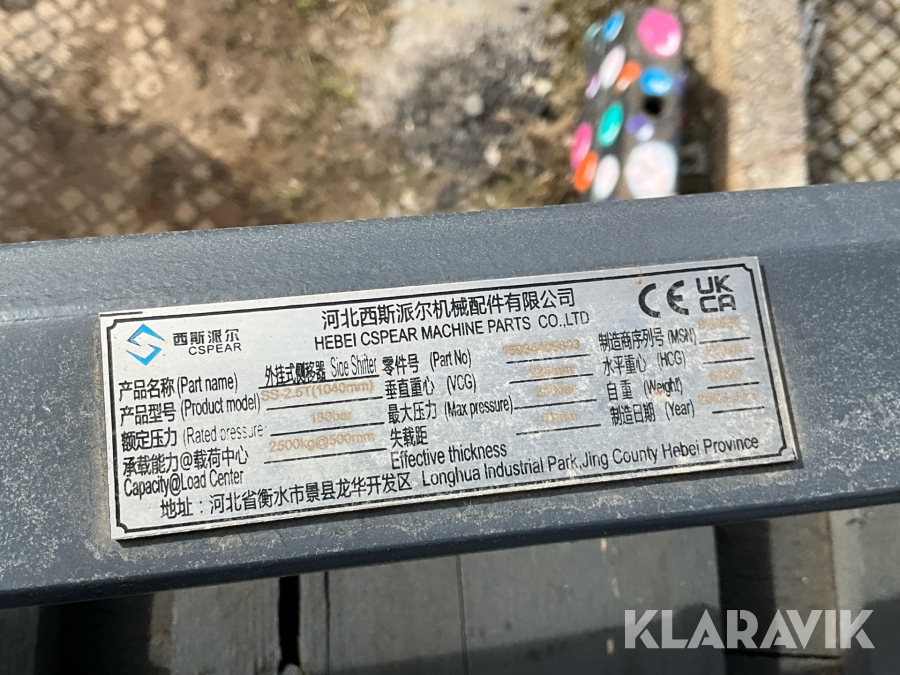 西斯派尔
CSPEAR
河北西斯派尔机械配件有限公司
HEBEI CSPEAR MACHINE PARTS CO.,LTD
CE UK CA
产品名称 (Part name) 外挂式侧移器 Side Shifter
产品型号 (Product model) SS-2.5T(1040mm)
额定压力 (Rated pressure)
承载能力@载荷中心 2500kg@500mm
Capacity@Load Center
零件号 (Part No)
垂直重心 (VCG)
最大压力 (Max pressure)
失载距
Effective thickness
制造商序列号 (MSN)
水平重心 (HCG)
自重 (Weight)
制造日期 (Year)
地址: 河北省衡水市景县龙华开发区 Longhua Industrial Park,Jing County Hebei Province
KLARAVIK